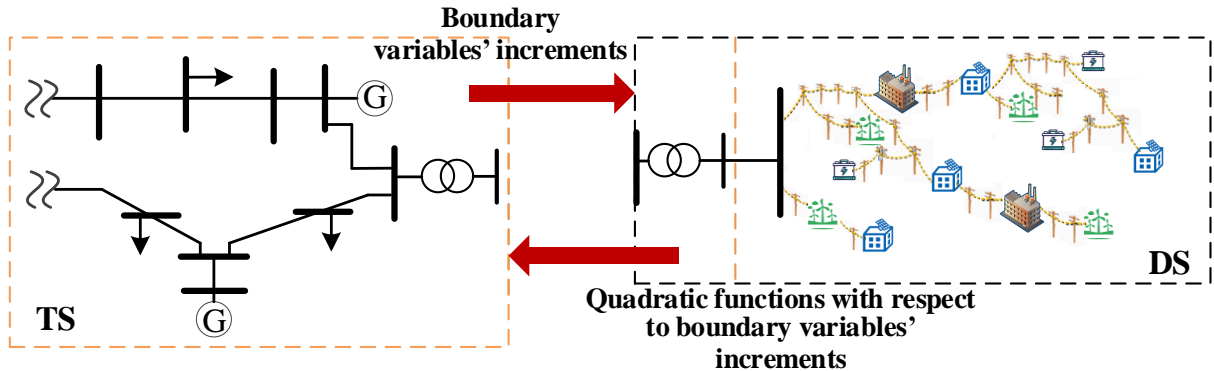 Boundary
variables’ increments
G
TS
G
DS
Quadratic functions with respect
to boundary variables’
increments